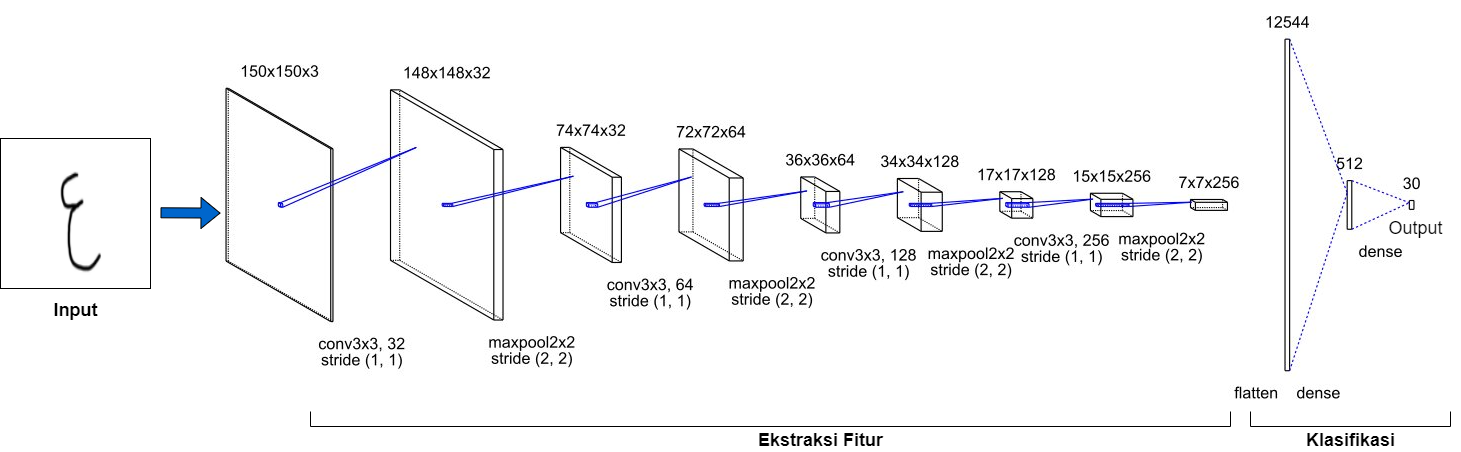 150x150x3
148x148x32
74x74x32
72x72x64
36x36x64
34x34x128
17x17x128
15x15x256
7x7x256
12544
512
30
Output
dense
ع
Input
conv3x3, 32
stride (1, 1)
maxpool2x2
stride (2, 2)
conv3x3, 64
stride (1, 1)
maxpool2x2
stride (2, 2)
conv3x3, 128
stride (1, 1)
maxpool2x2
stride (2, 2)
conv3x3, 256
stride (1, 1)
maxpool2x2
stride (2, 2)
flatten
dense
Ekstraksi Fitur
Klasifikasi